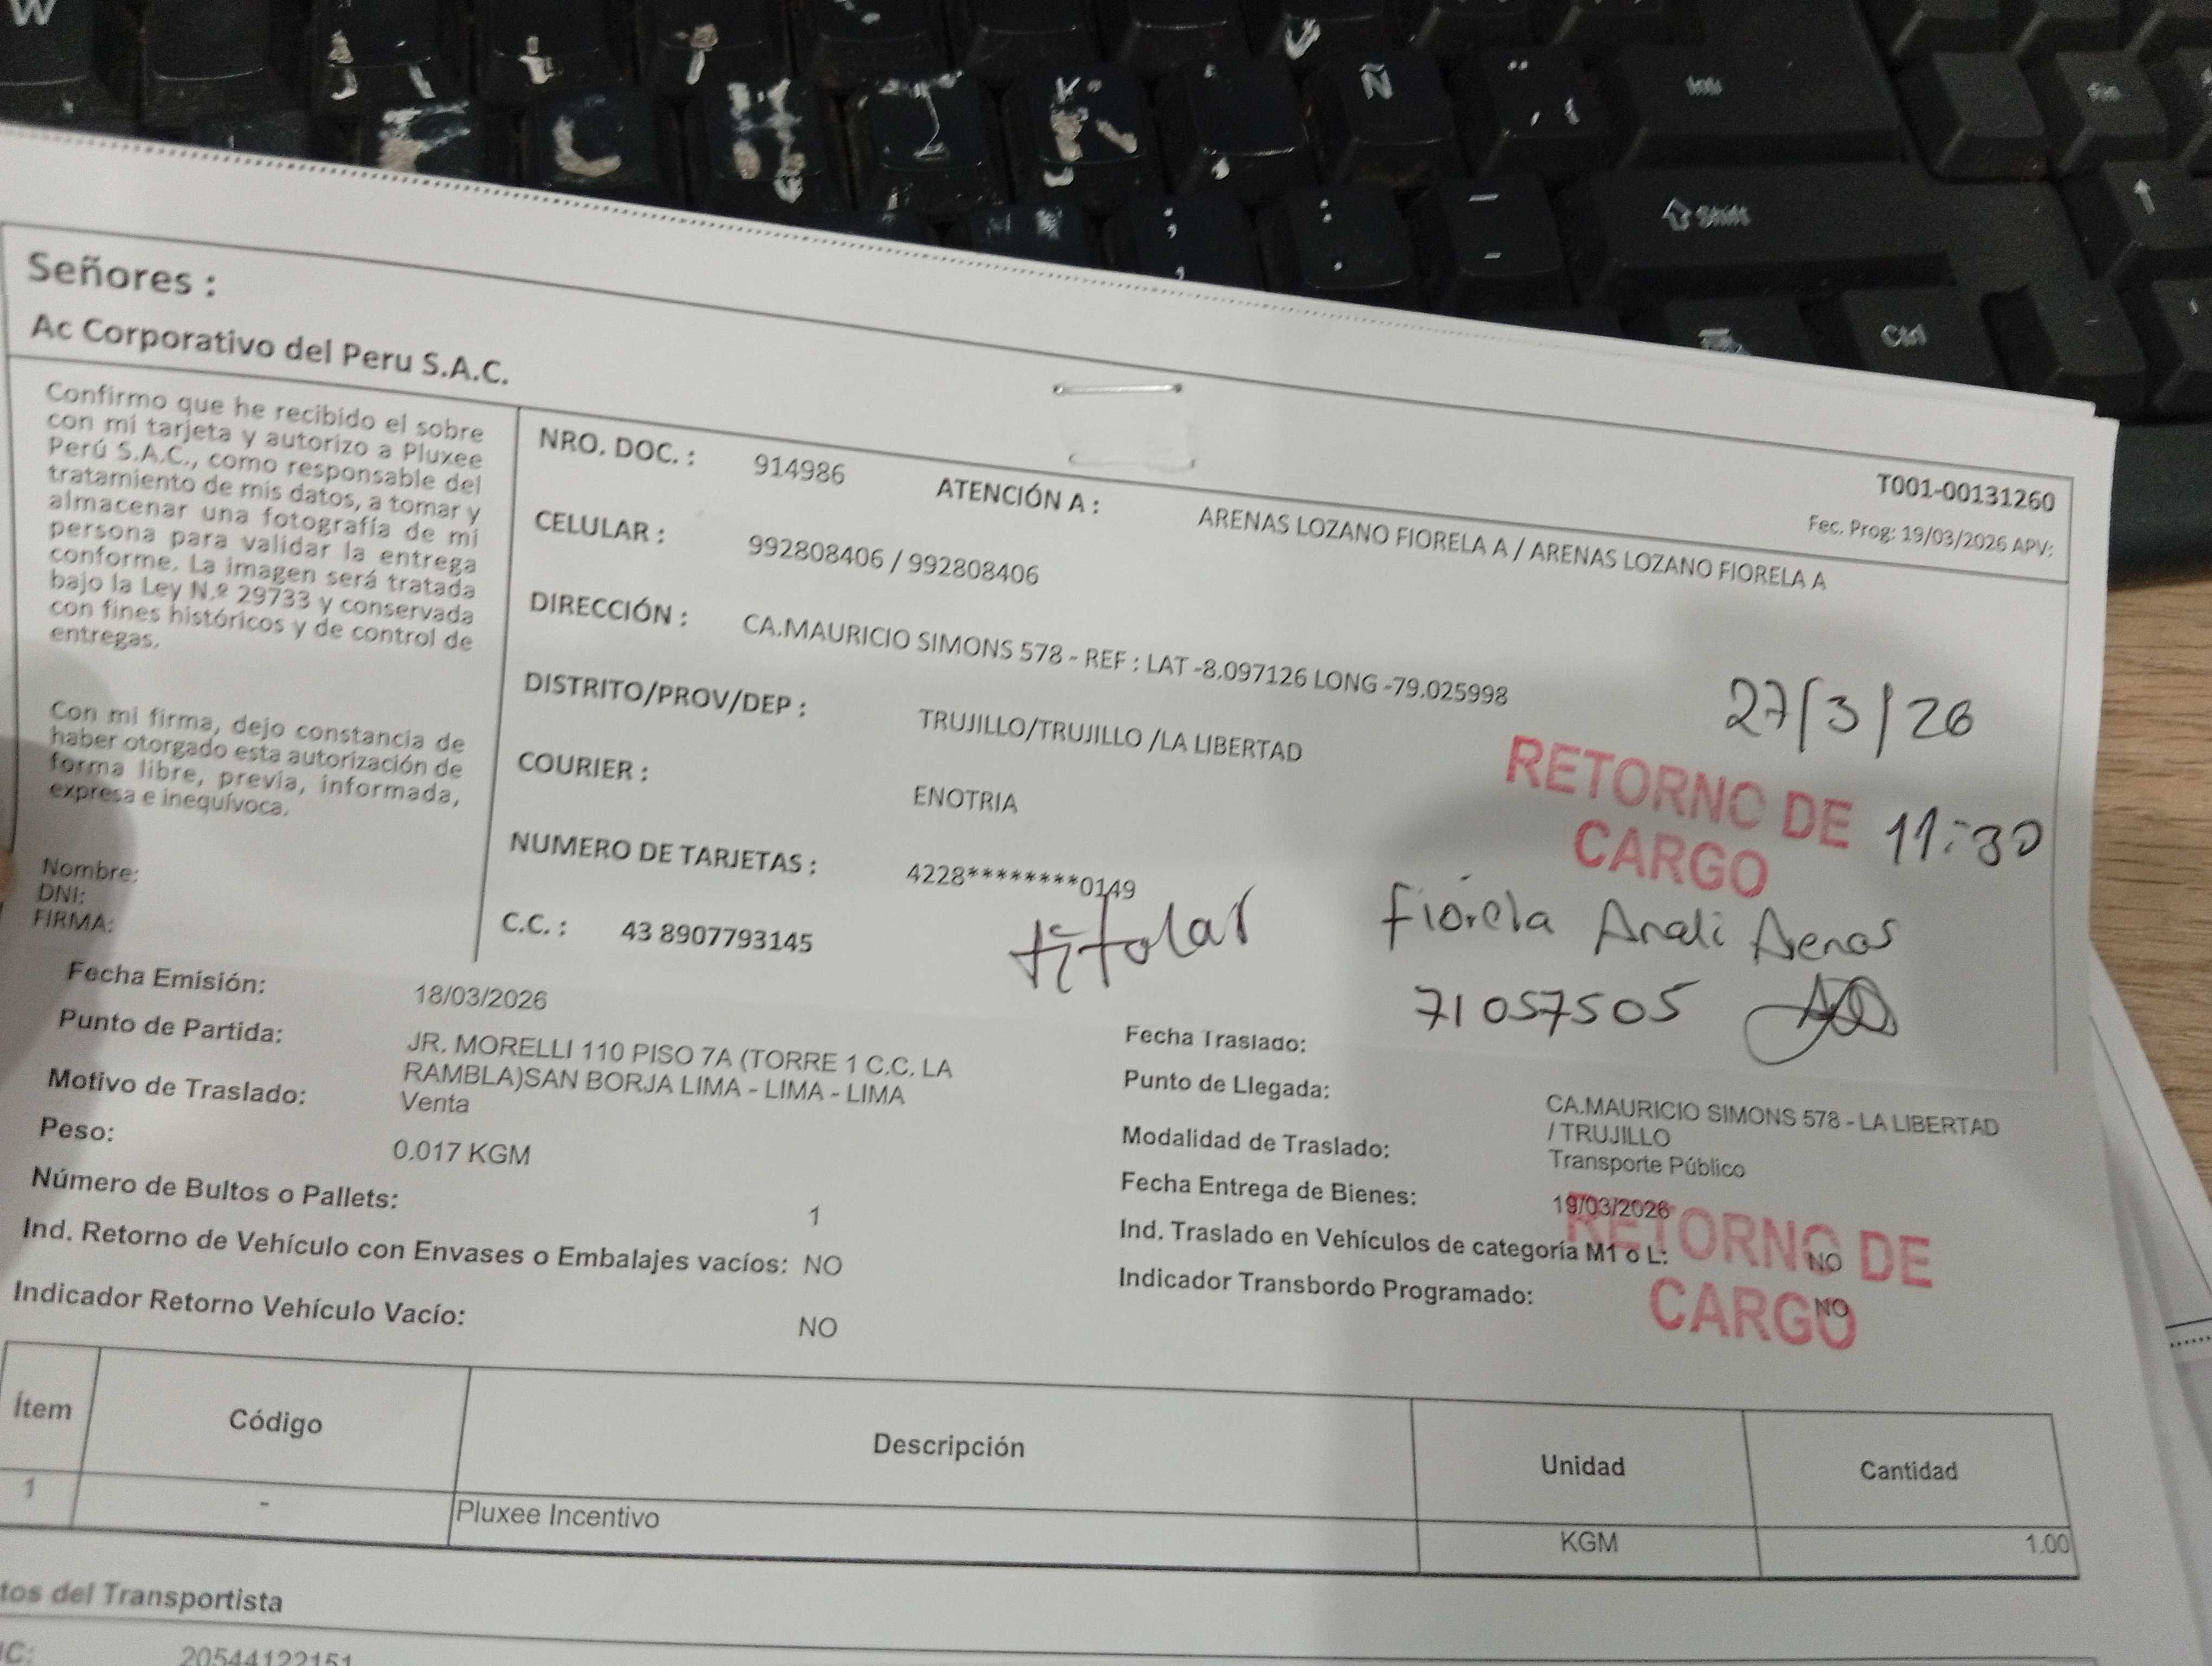 Señores :
Ac Corporativo del Peru S.A.C.
T001-00131260
Fec. Prog: 19/03/2026 APV:
Confirmo que he recibido el sobre
con mi tarjeta y autorizo a Pluxee
Perú S.A.C., como responsable del
tratamiento de mis datos, a tomar y
almacenar una fotografía de mi
persona para validar la entrega
conforme. La imagen será tratada
bajo la Ley N.º 29733 y conservada
con fines históricos y de control de
entregas.
Con mi firma, dejo constancia de
haber otorgado esta autorización de
forma libre, previa, informada,
expresa e inequívoca.
Nombre:
DNI:
FIRMA:
NRO. DOC. : 914986 ATENCIÓN A : ARENAS LOZANO FIORELA A / ARENAS LOZANO FIORELA A
CELULAR : 992808406 / 992808406
DIRECCIÓN : CA.MAURICIO SIMONS 578 - REF : LAT -8.097126 LONG -79.025998
DISTRITO/PROV/DEP : TRUJILLO/TRUJILLO /LA LIBERTAD
COURIER : ENOTRIA
NUMERO DE TARJETAS : 4228********0149
C.C. : 43 8907793145
27/3/26
RETORNO DE
CARGO
11:30
titolar
Fiorela Anali Arenas
71057505
Fecha Emisión: 18/03/2026
Punto de Partida: JR. MORELLI 110 PISO 7A (TORRE 1 C.C. LA
RAMBLA)SAN BORJA LIMA - LIMA - LIMA
Motivo de Traslado: Venta
Peso: 0.017 KGM
Número de Bultos o Pallets: 1
Ind. Retorno de Vehículo con Envases o Embalajes vacíos: NO
Indicador Retorno Vehículo Vacío: NO
Fecha Traslado:
Punto de Llegada: CA.MAURICIO SIMONS 578 - LA LIBERTAD
/ TRUJILLO
Modalidad de Traslado: Transporte Público
Fecha Entrega de Bienes: 19/03/2026
Ind. Traslado en Vehículos de categoría M1 o L: NO
Indicador Transbordo Programado: NO
RETORNO DE
CARGO
Ítem Código Descripción Unidad Cantidad
1 - Pluxee Incentivo KGM 1.00
tos del Transportista
20544122151
W
H I K Ñ
Intr
Fin
Shift
Ctrl